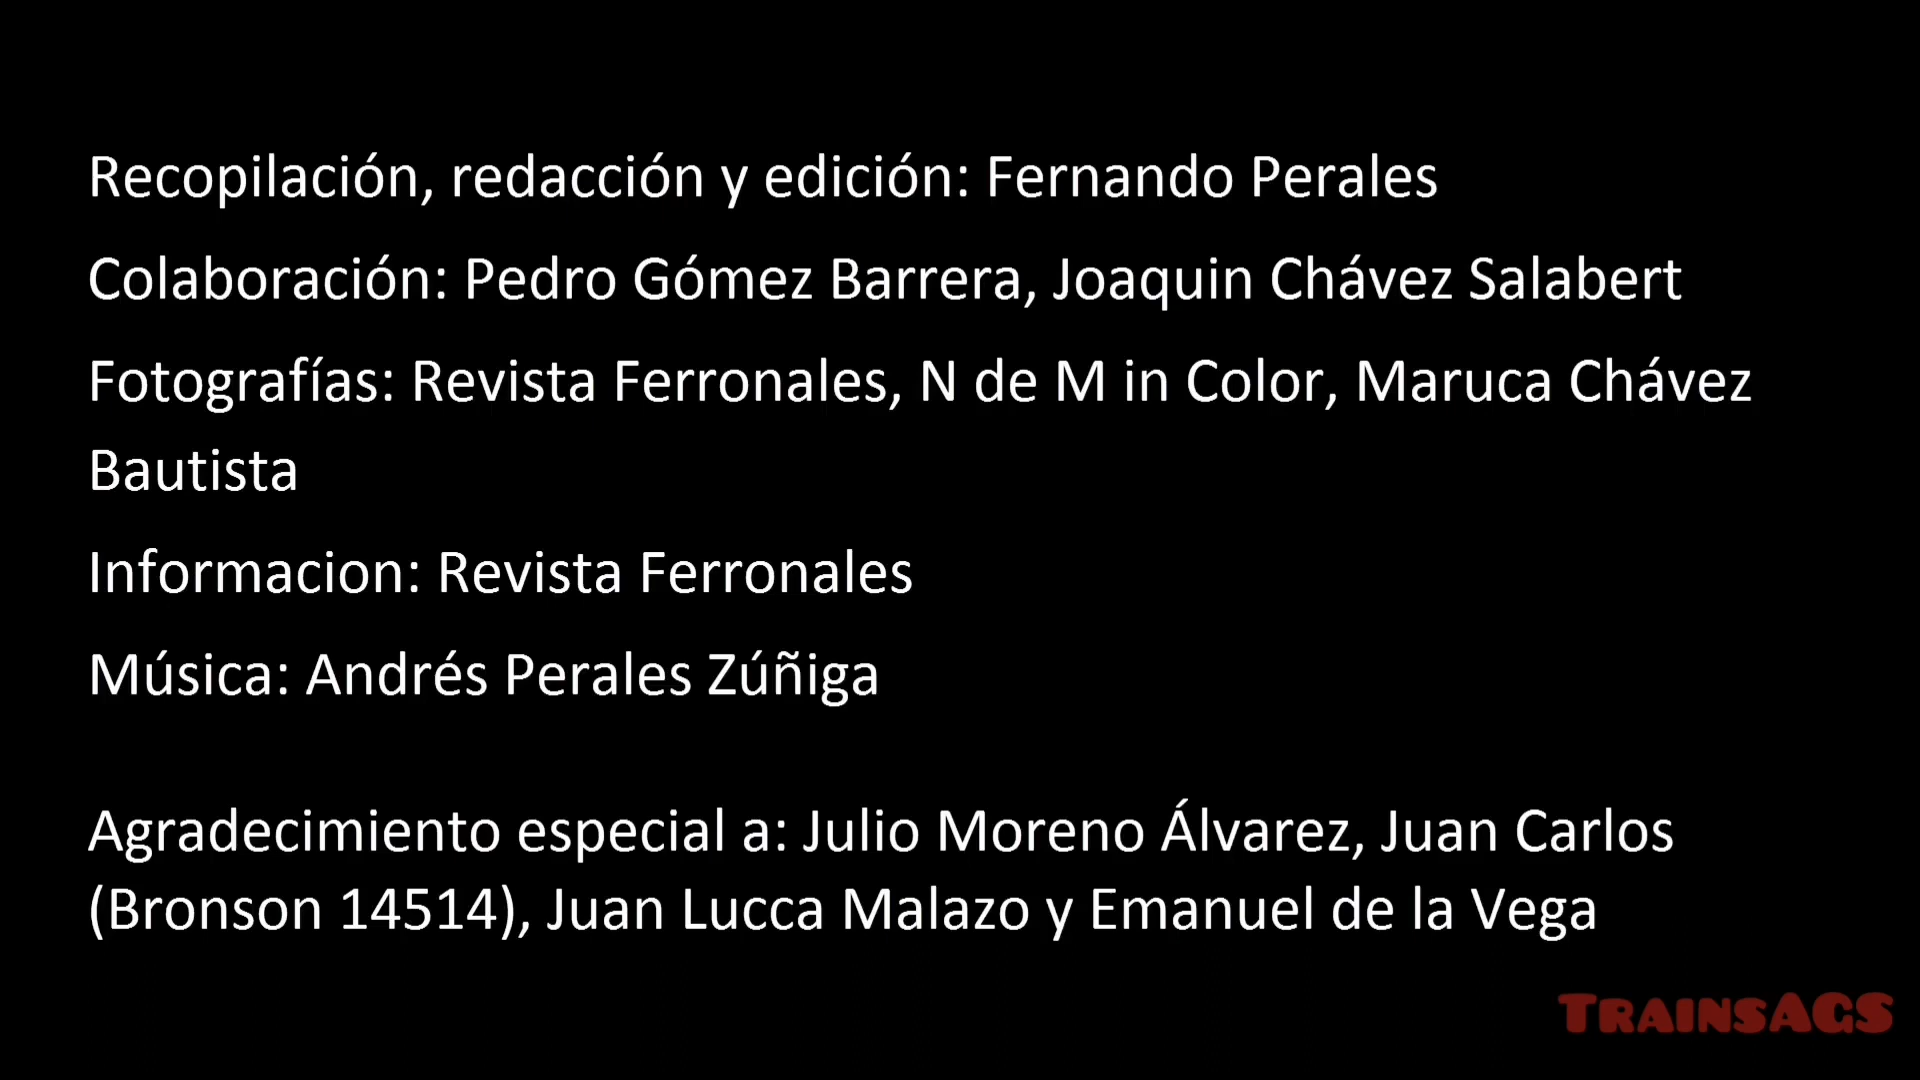 Recopilación, redacción y edición: Fernando Perales
Colaboración: Pedro Gómez Barrera, Joaquin Chávez Salabert
Fotografías: Revista Ferronales, N de M in Color, Maruca Chávez
Bautista
Informacion: Revista Ferronales
Música: Andrés Perales Zúñiga
Agradecimiento especial a: Julio Moreno Álvarez, Juan Carlos
(Bronson 14514), Juan Lucca Malazo y Emanuel de la Vega
TrainsAGS